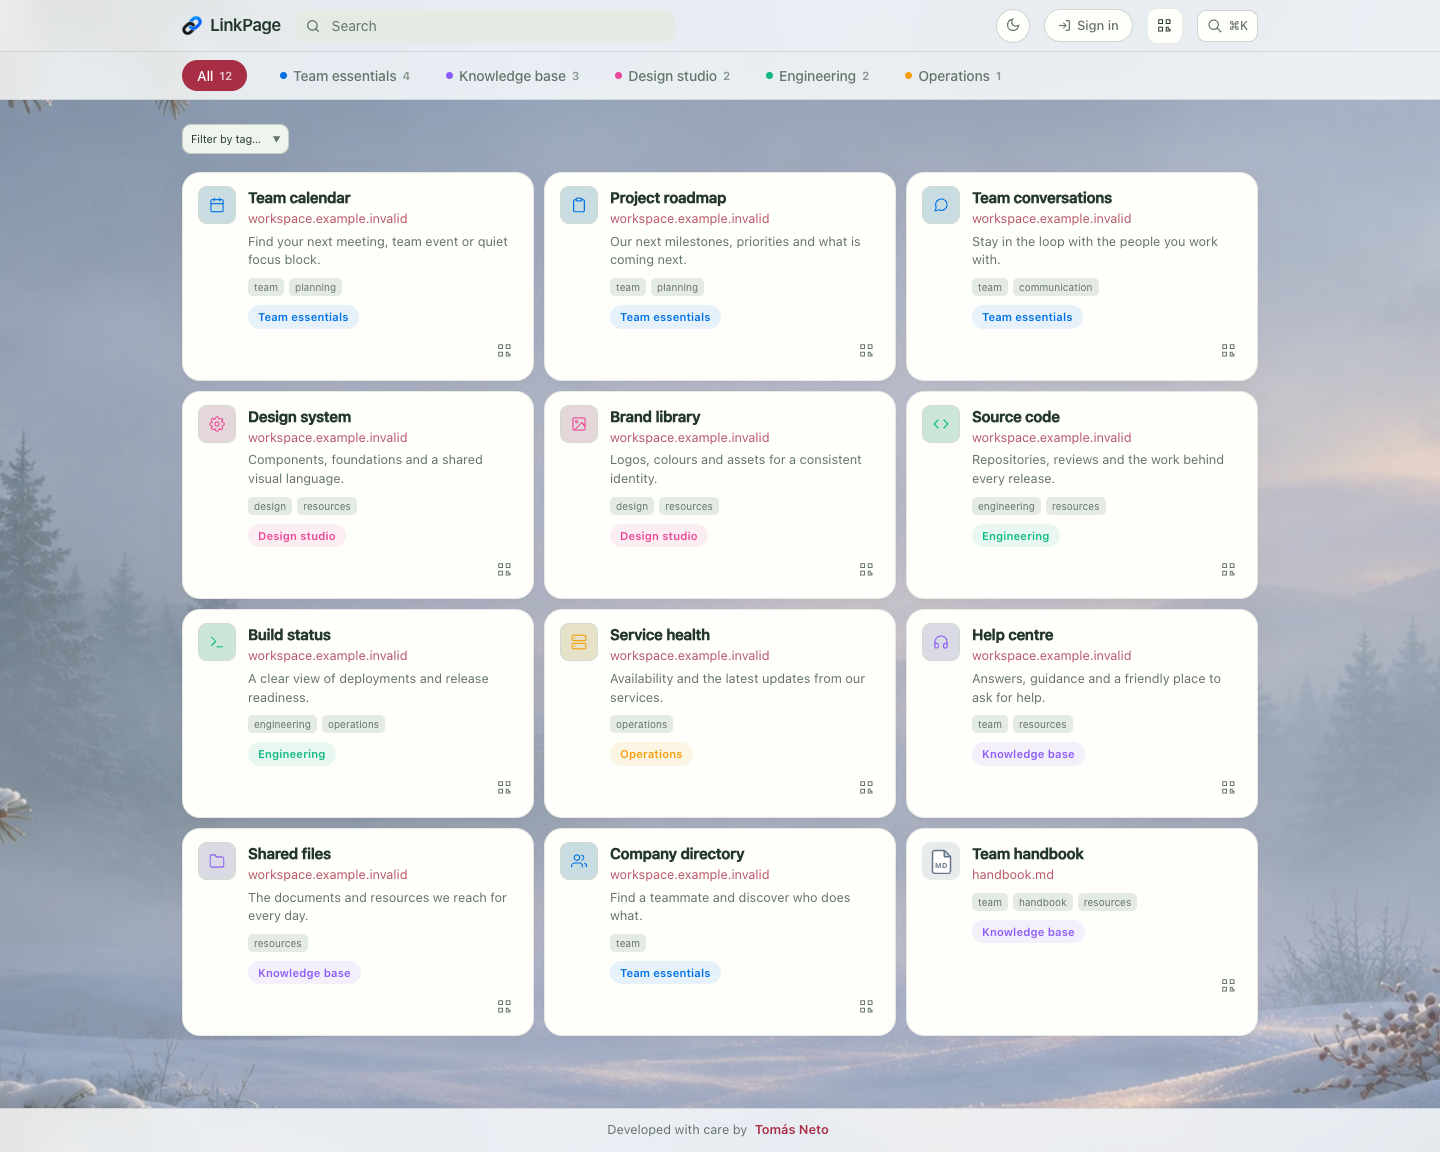 LinkPage
Search
Sign in
⌘K
All 12
Team essentials 4
Knowledge base 3
Design studio 2
Engineering 2
Operations 1
Filter by tag... ▼
Team calendar
workspace.example.invalid
Find your next meeting, team event or quiet
focus block.
team planning
Team essentials
Project roadmap
workspace.example.invalid
Our next milestones, priorities and what is
coming next.
team planning
Team essentials
Team conversations
workspace.example.invalid
Stay in the loop with the people you work
with.
team communication
Team essentials
Design system
workspace.example.invalid
Components, foundations and a shared
visual language.
design resources
Design studio
Brand library
workspace.example.invalid
Logos, colours and assets for a consistent
identity.
design resources
Design studio
Source code
workspace.example.invalid
Repositories, reviews and the work behind
every release.
engineering resources
Engineering
Build status
workspace.example.invalid
A clear view of deployments and release
readiness.
engineering operations
Engineering
Service health
workspace.example.invalid
Availability and the latest updates from our
services.
operations
Operations
Help centre
workspace.example.invalid
Answers, guidance and a friendly place to
ask for help.
team resources
Knowledge base
Shared files
workspace.example.invalid
The documents and resources we reach for
every day.
resources
Knowledge base
Company directory
workspace.example.invalid
Find a teammate and discover who does
what.
team
Team essentials
MD
Team handbook
handbook.md
team handbook resources
Knowledge base
Developed with care by Tomás Neto